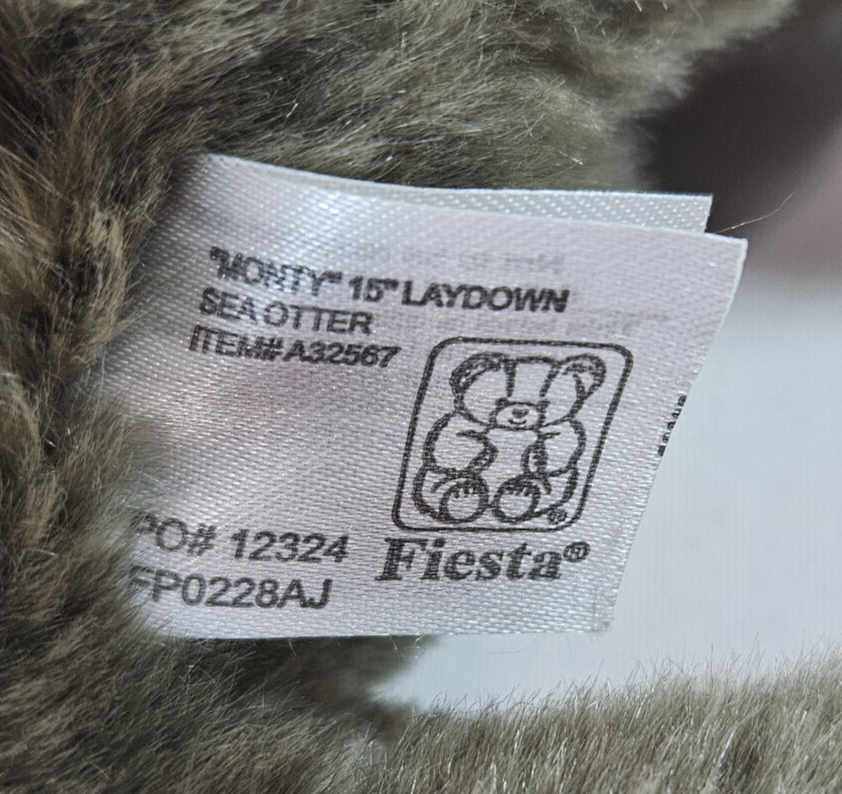 "MONTY" 15" LAYDOWN
SEA OTTER
ITEM#A32567
PO# 12324
FP0228AJ
Fiesta®